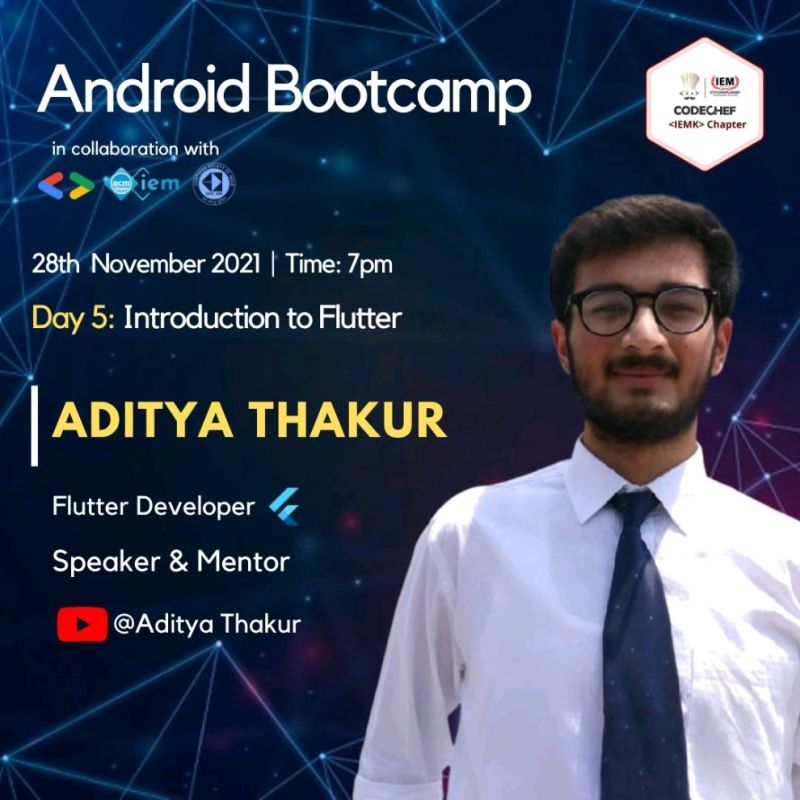 Android Bootcamp
IEM
CODECHEF
<IEMK> Chapter
in collaboration with
acm iem
28th November 2021 | Time: 7pm
Day 5: Introduction to Flutter
ADITYA THAKUR
Flutter Developer
Speaker & Mentor
@Aditya Thakur